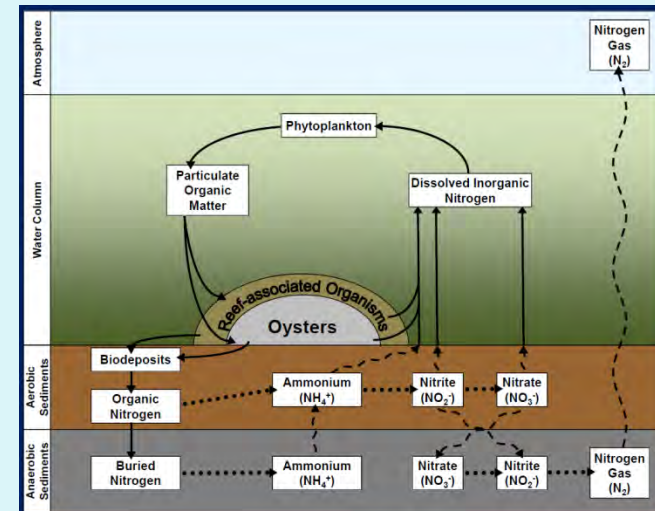 Atmosphere
Nitrogen
Gas
(N₂)
Water Column
Phytoplankton
Particulate
Organic
Matter
Dissolved Inorganic
Nitrogen
Reef-associated Organisms
Oysters
Aerobic
Sediments
Biodeposits
Organic
Nitrogen
Ammonium
(NH₄⁺)
Nitrite
(NO₂⁻)
Nitrate
(NO₃⁻)
Anaerobic
Sediments
Buried
Nitrogen
Ammonium
(NH₄⁺)
Nitrate
(NO₃⁻)
Nitrite
(NO₂⁻)
Nitrogen
Gas
(N₂)